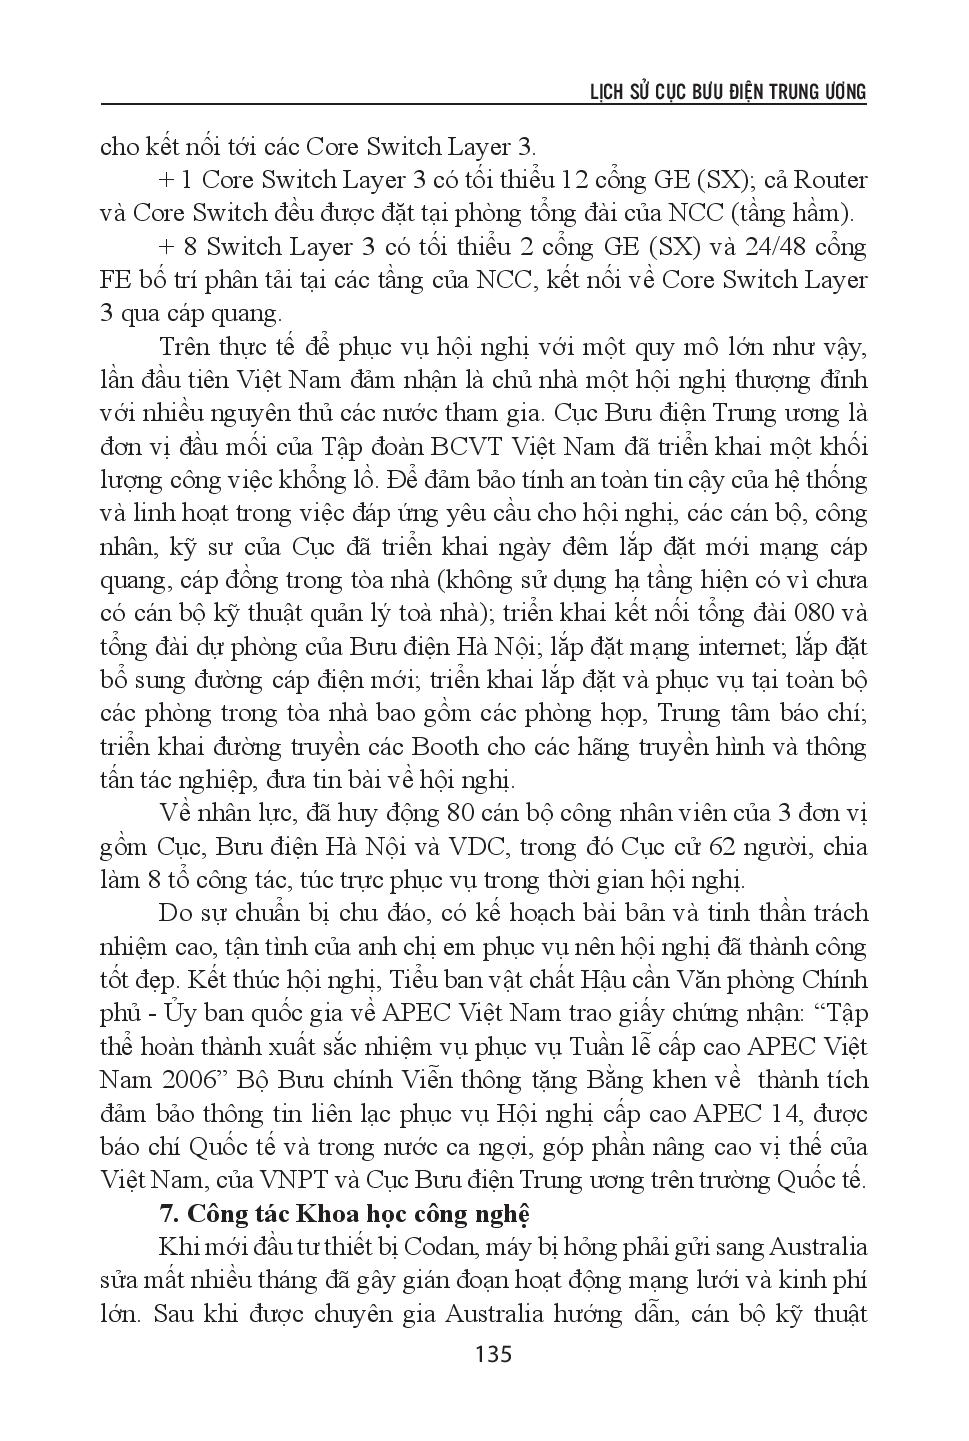 LỊCH SỬ CỤC BƯU ĐIỆN TRUNG ƯƠNG
cho kết nối tới các Core Switch Layer 3.
+ 1 Core Switch Layer 3 có tối thiểu 12 cổng GE (SX); cả Router
và Core Switch đều được đặt tại phòng tổng đài của NCC (tầng hầm).
+ 8 Switch Layer 3 có tối thiểu 2 cổng GE (SX) và 24/48 cổng
FE bố trí phân tải tại các tầng của NCC, kết nối về Core Switch Layer
3 qua cáp quang.
Trên thực tế để phục vụ hội nghị với một quy mô lớn như vậy,
lần đầu tiên Việt Nam đảm nhận là chủ nhà một hội nghị thượng đỉnh
với nhiều nguyên thủ các nước tham gia. Cục Bưu điện Trung ương là
đơn vị đầu mối của Tập đoàn BCVT Việt Nam đã triển khai một khối
lượng công việc khổng lồ. Để đảm bảo tính an toàn tin cậy của hệ thống
và linh hoạt trong việc đáp ứng yêu cầu cho hội nghị, các cán bộ, công
nhân, kỹ sư của Cục đã triển khai ngày đêm lắp đặt mới mạng cáp
quang, cáp đồng trong tòa nhà (không sử dụng hạ tầng hiện có vì chưa
có cán bộ kỹ thuật quản lý toà nhà); triển khai kết nối tổng đài 080 và
tổng đài dự phòng của Bưu điện Hà Nội; lắp đặt mạng internet; lắp đặt
bổ sung đường cáp điện mới; triển khai lắp đặt và phục vụ tại toàn bộ
các phòng trong tòa nhà bao gồm các phòng họp, Trung tâm báo chí;
triển khai đường truyền các Booth cho các hãng truyền hình và thông
tấn tác nghiệp, đưa tin bài về hội nghị.
Về nhân lực, đã huy động 80 cán bộ công nhân viên của 3 đơn vị
gồm Cục, Bưu điện Hà Nội và VDC, trong đó Cục cử 62 người, chia
làm 8 tổ công tác, túc trực phục vụ trong thời gian hội nghị.
Do sự chuẩn bị chu đáo, có kế hoạch bài bản và tinh thần trách
nhiệm cao, tận tình của anh chị em phục vụ nên hội nghị đã thành công
tốt đẹp. Kết thúc hội nghị, Tiểu ban vật chất Hậu cần Văn phòng Chính
phủ - Ủy ban quốc gia về APEC Việt Nam trao giấy chứng nhận: “Tập
thể hoàn thành xuất sắc nhiệm vụ phục vụ Tuần lễ cấp cao APEC Việt
Nam 2006” Bộ Bưu chính Viễn thông tặng Bằng khen về thành tích
đảm bảo thông tin liên lạc phục vụ Hội nghị cấp cao APEC 14, được
báo chí Quốc tế và trong nước ca ngợi, góp phần nâng cao vị thế của
Việt Nam, của VNPT và Cục Bưu điện Trung ương trên trường Quốc tế.
7. Công tác Khoa học công nghệ
Khi mới đầu tư thiết bị Codan, máy bị hỏng phải gửi sang Australia
sửa mất nhiều tháng đã gây gián đoạn hoạt động mạng lưới và kinh phí
lớn. Sau khi được chuyên gia Australia hướng dẫn, cán bộ kỹ thuật
135